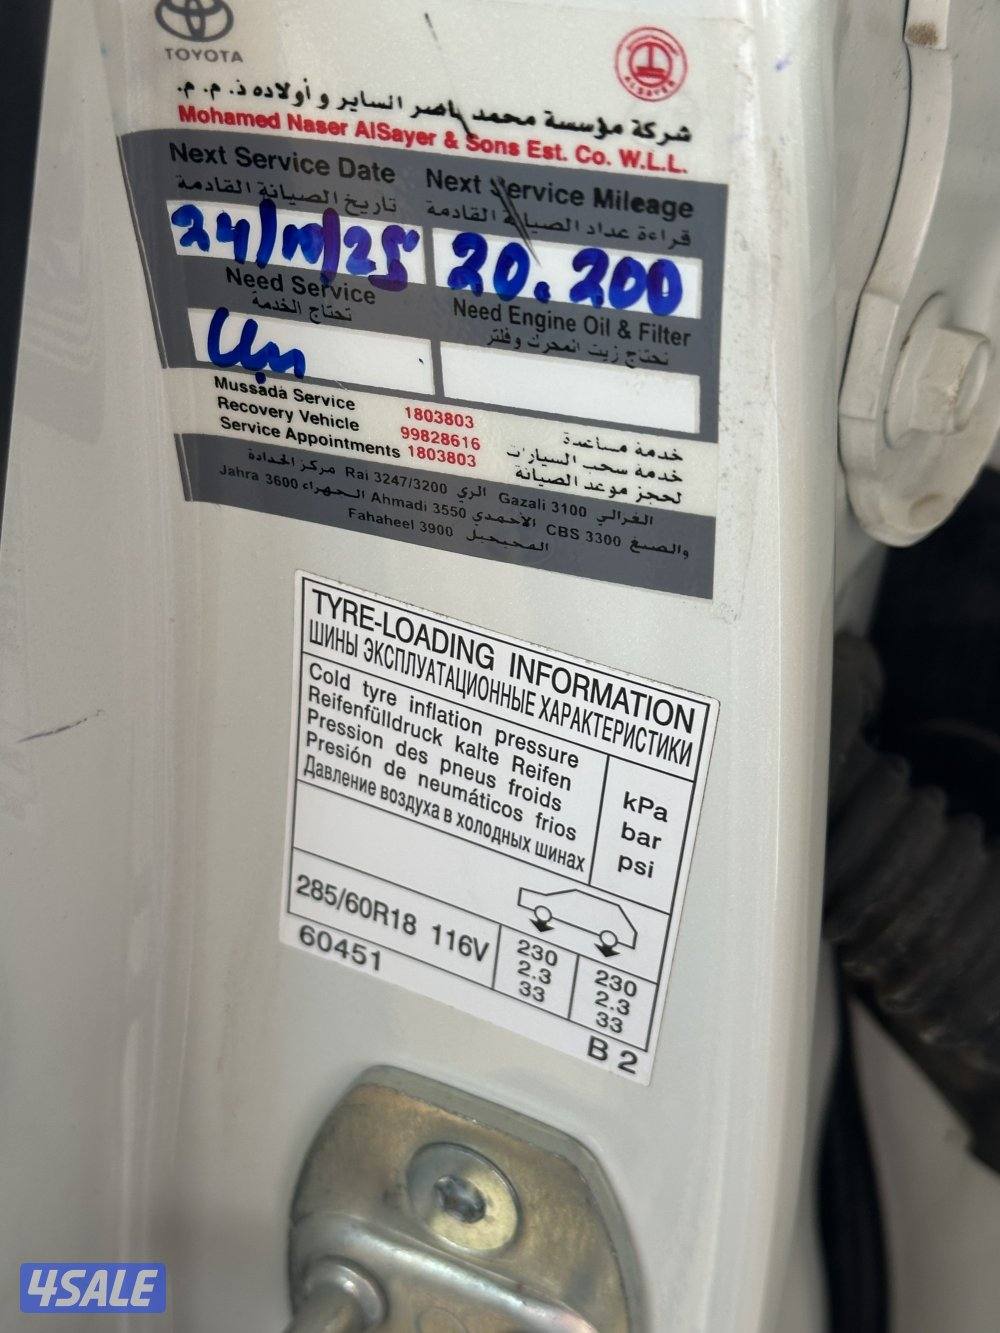 TOYOTA
ALSAYER
شركة مؤسسة محمد ناصر الساير و أولاده ذ. م. م.
Mohamed Naser AlSayer & Sons Est. Co. W.L.L.
Next Service Date
تاريخ الصيانة القادمة
Next Service Mileage
قراءة عداد الصيانة القادمة
24/10/25
20.200
Need Service
تحتاج الخدمة
Need Engine Oil & Filter
تحتاج زيت المحرك وفلتر
Mussada Service 1803803 خدمة مساعدة
Recovery Vehicle 99828616 خدمة سحب السيارات
Service Appointments 1803803 لحجز موعد الصيانة
Rai 3247/3200 الري Gazali 3100 الغزالي
مركز الحدادة والصبغ CBS 3300 الأحمدي Ahmadi 3550 الجهراء Jahra 3600
Fahaheel 3900
TYRE-LOADING INFORMATION
ШИНЫ ЭКСПЛУАТАЦИОННЫЕ ХАРАКТЕРИСТИКИ
Cold tyre inflation pressure
Reifenfülldruck kalte Reifen
Pression des pneus froids
Presión de neumáticos frios
Давление воздуха в холодных шинах
kPa
bar
psi
285/60R18 116V
230
2.3
33
230
2.3
33
60451
B 2
4SALE